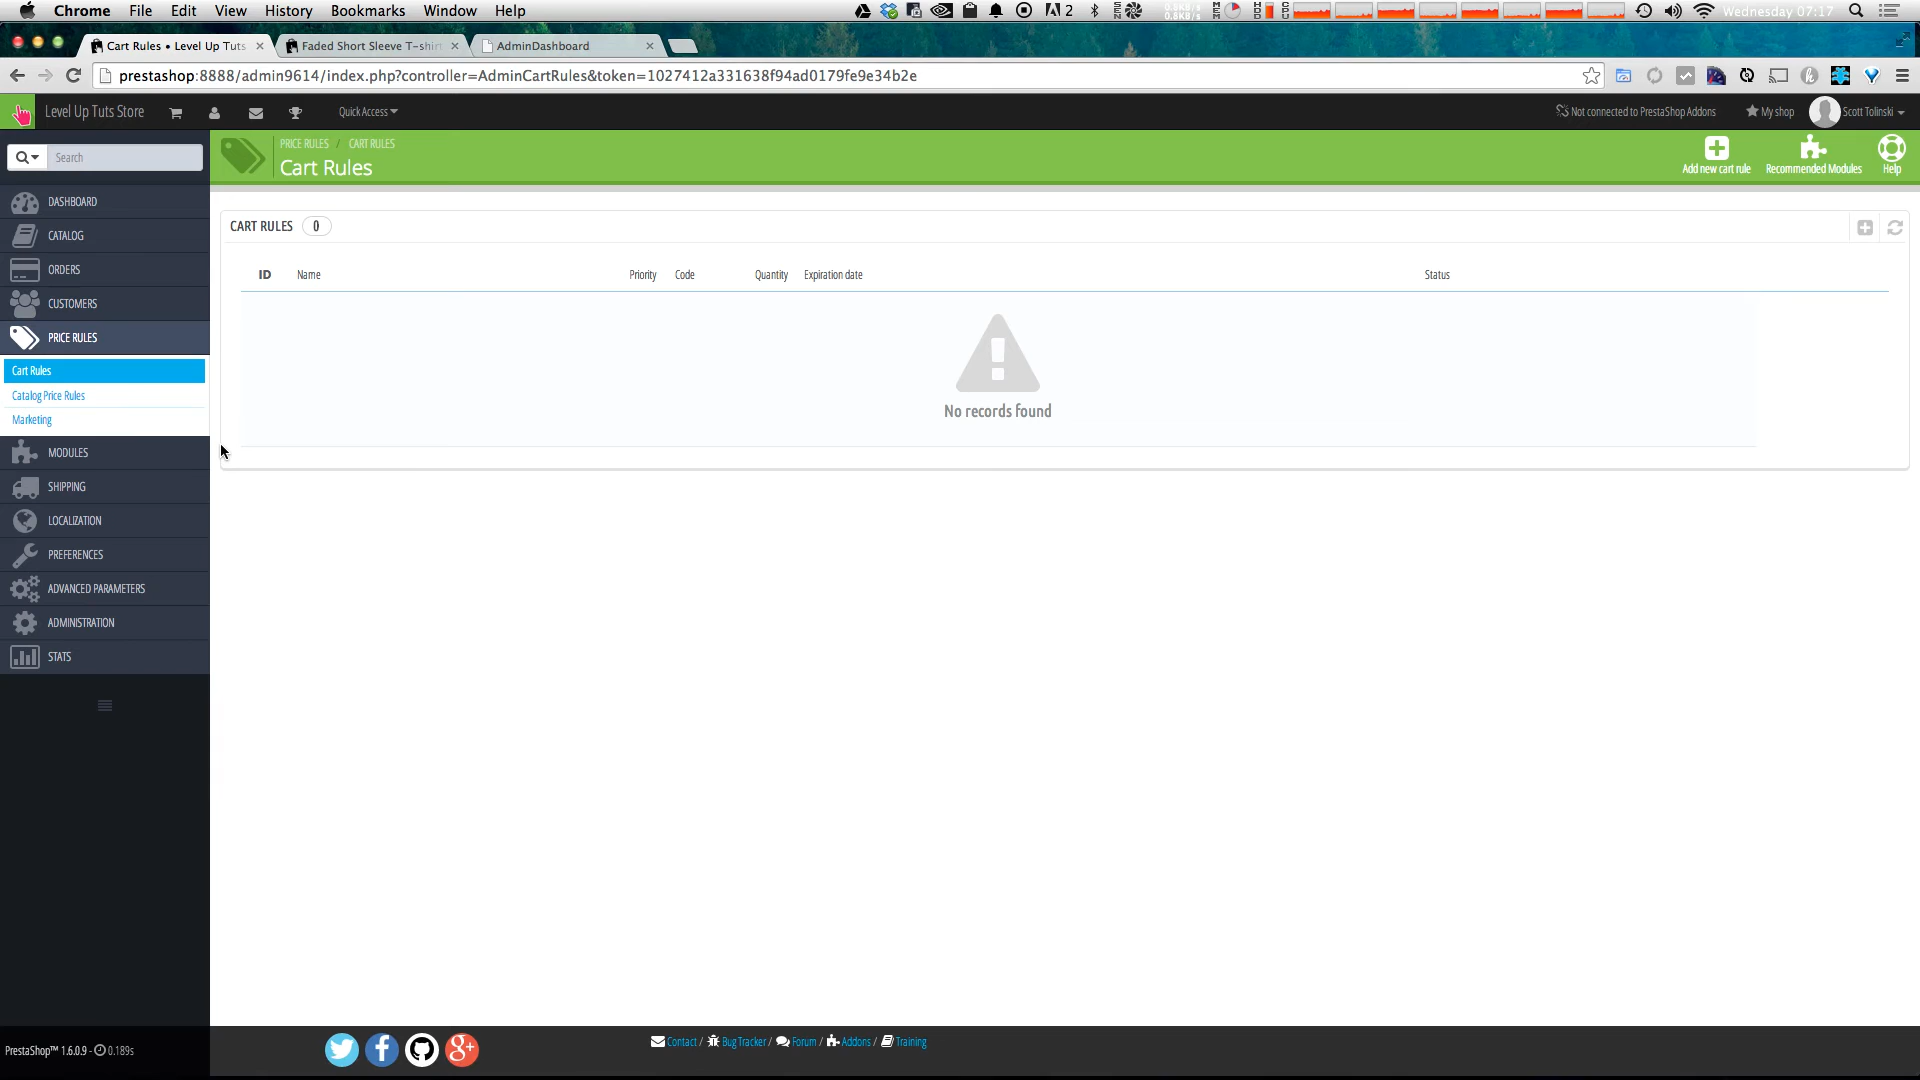 Chrome File Edit View History Bookmarks Window Help 2 Wednesday 07:17
Cart Rules • Level Up Tuts Faded Short Sleeve T-shirt AdminDashboard
prestashop:8888/admin9614/index.php?controller=AdminCartRules&token=1027412a331638f94ad0179fe9e34b2e
Level Up Tuts Store Quick Access Not connected to PrestaShop Addons My shop Scott Tolinski
Search
PRICE RULES / CART RULES
Cart Rules
Add new cart rule Recommended Modules Help
DASHBOARD
CATALOG
ORDERS
CUSTOMERS
PRICE RULES
Cart Rules
Catalog Price Rules
Marketing
MODULES
SHIPPING
LOCALIZATION
PREFERENCES
ADVANCED PARAMETERS
ADMINISTRATION
STATS
CART RULES 0
ID Name Priority Code Quantity Expiration date Status
No records found
PrestaShop™ 1.6.0.9 - 0.189s
Contact / Bug Tracker / Forum / Addons / Training